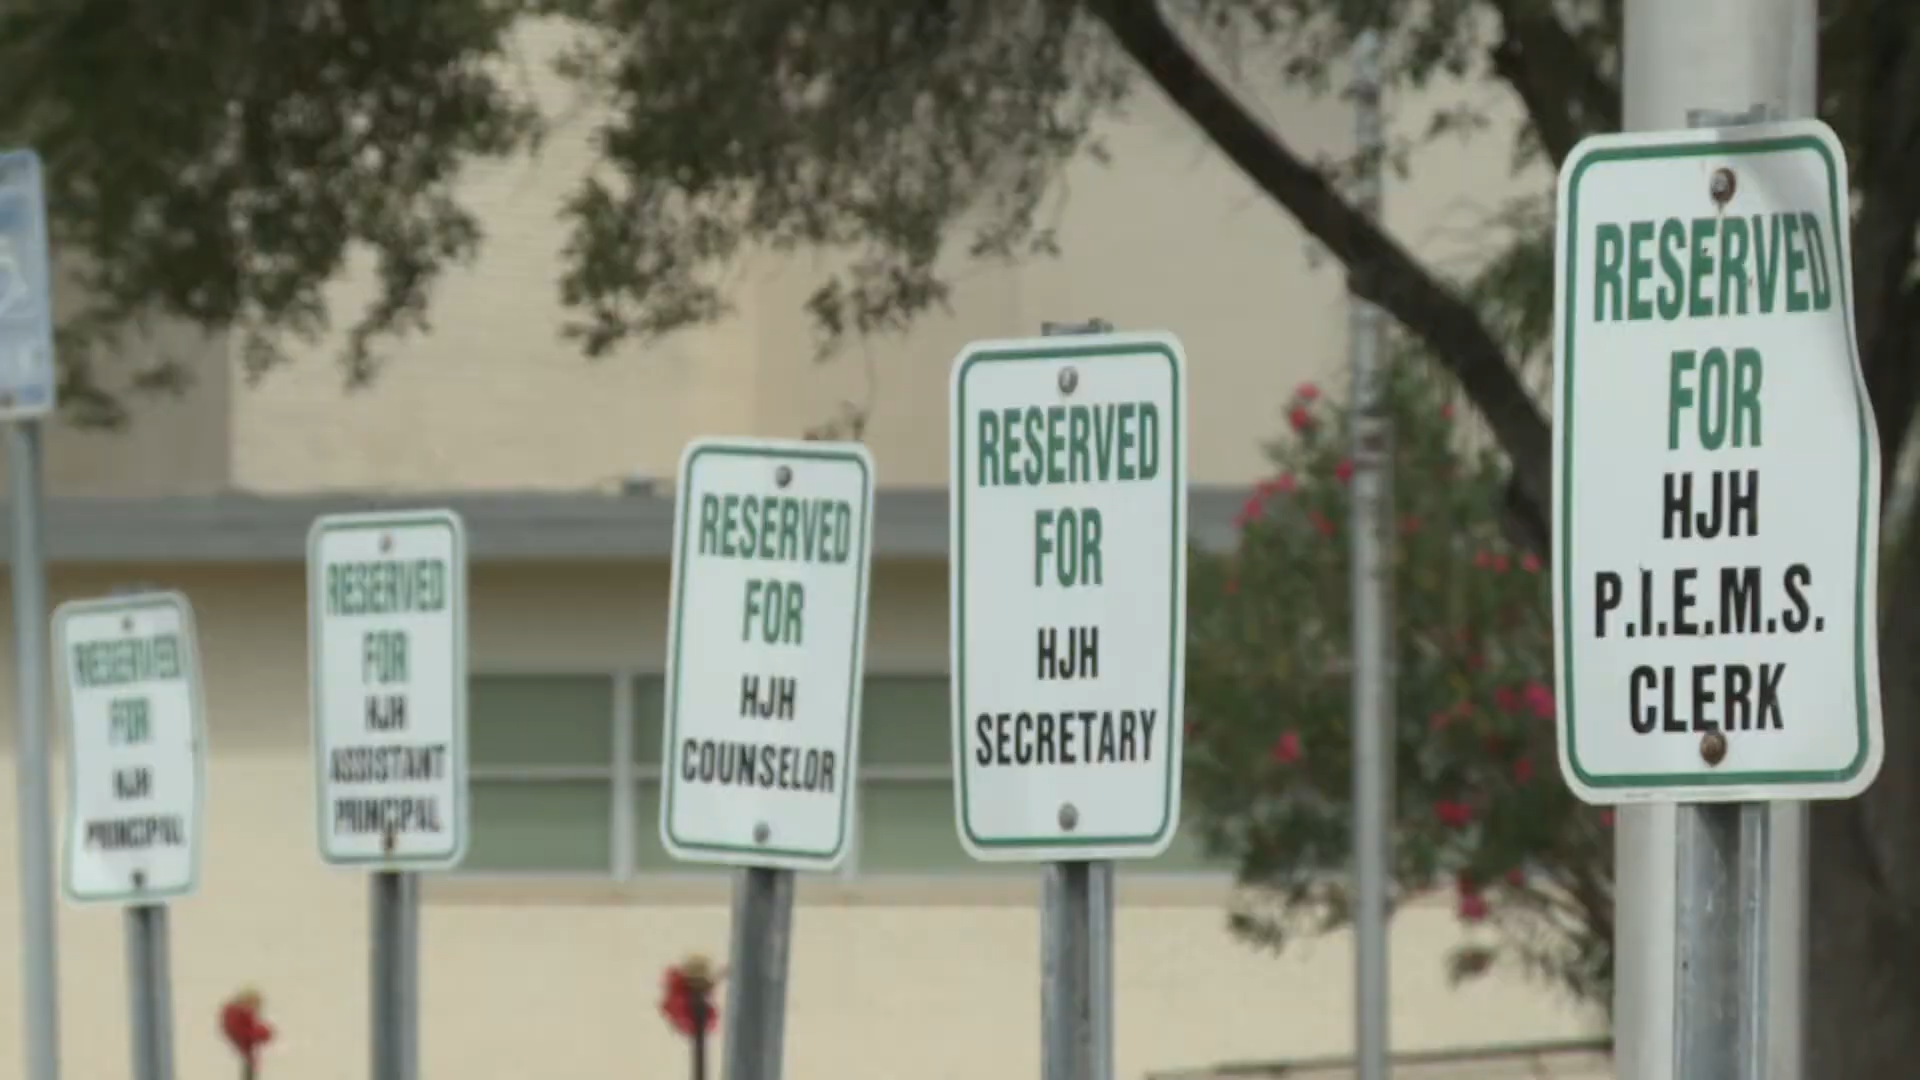 RESERVED
FOR
HJH
PRINCIPAL
RESERVED
FOR
HJH
ASSISTANT
PRINCIPAL
RESERVED
FOR
HJH
COUNSELOR
RESERVED
FOR
HJH
SECRETARY
RESERVED
FOR
HJH
P.I.E.M.S.
CLERK